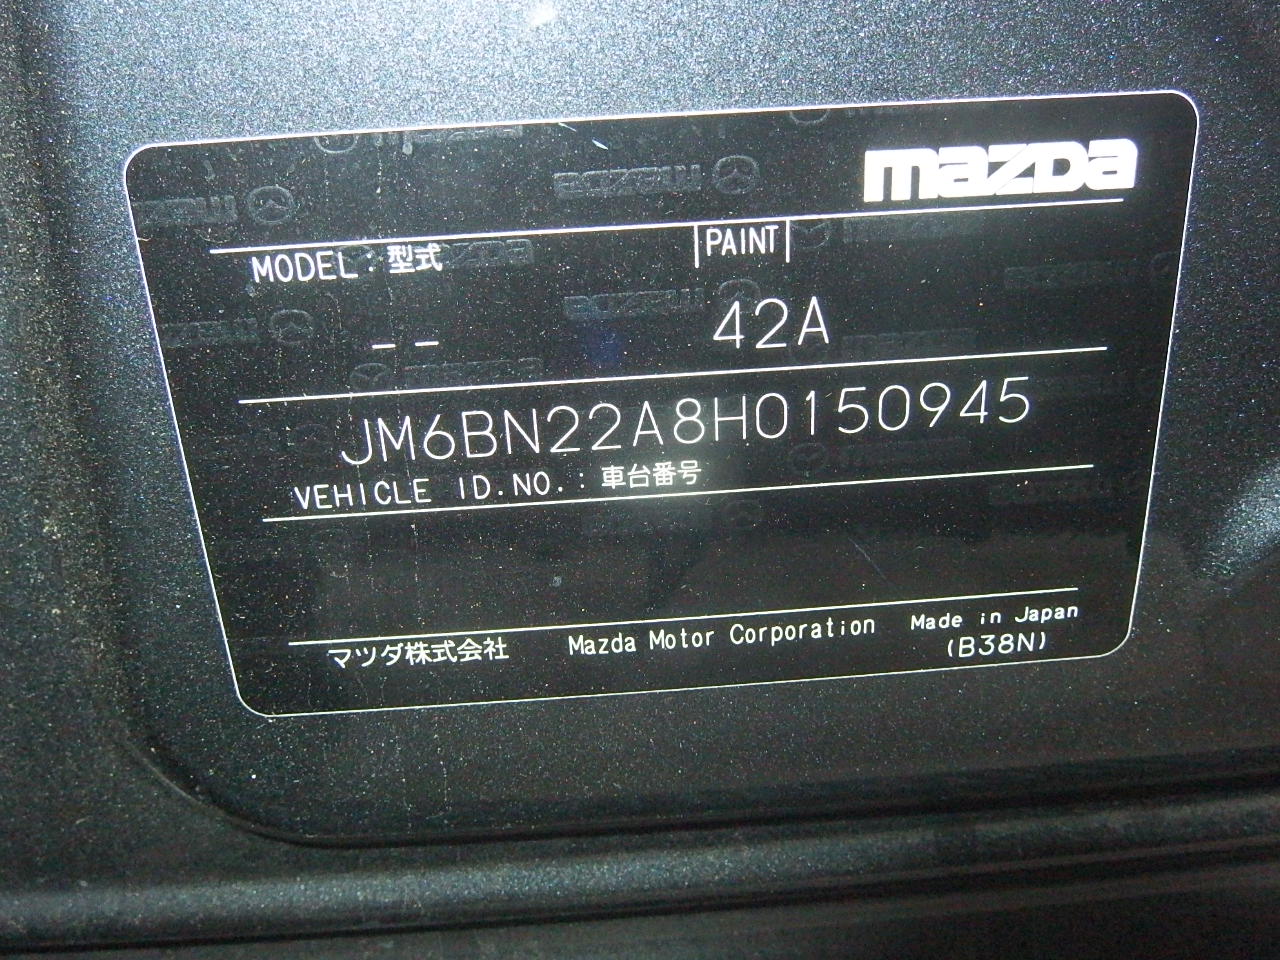 mazda
MODEL : 型式
PAINT
-- 42A
JM6BN22A8H0150945
VEHICLE ID.NO. : 車台番号
マツダ株式会社 Mazda Motor Corporation Made in Japan
(B38N)